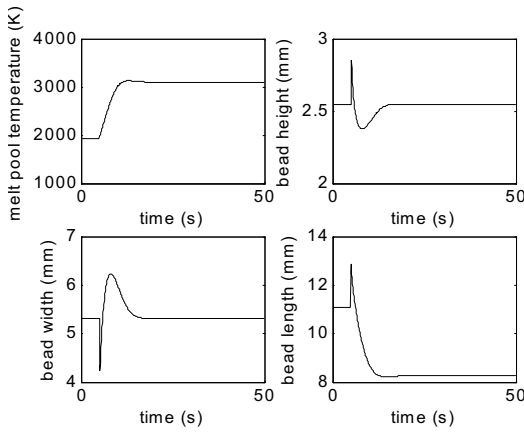 melt pool temperature (K)
4000
3000
2000
1000
0
50
time (s)
bead height (mm)
3
2.5
2
0
50
time (s)
bead width (mm)
7
6
5
4
0
50
time (s)
bead length (mm)
14
12
10
8
0
50
time (s)